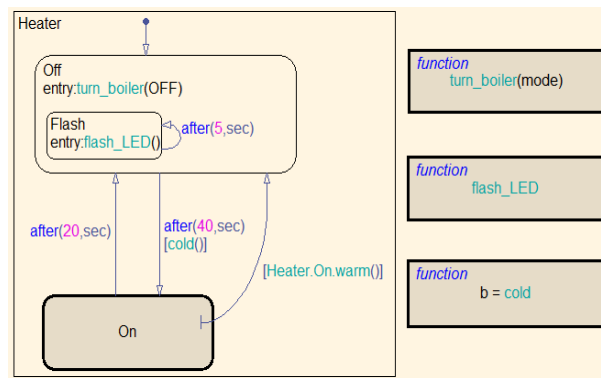 Heater
Off
entry:turn_boiler(OFF)
Flash
entry:flash_LED()
after(5,sec)
after(20,sec)
after(40,sec)
[cold()]
[Heater.On.warm()]
On
function
turn_boiler(mode)
function
flash_LED
function
b = cold